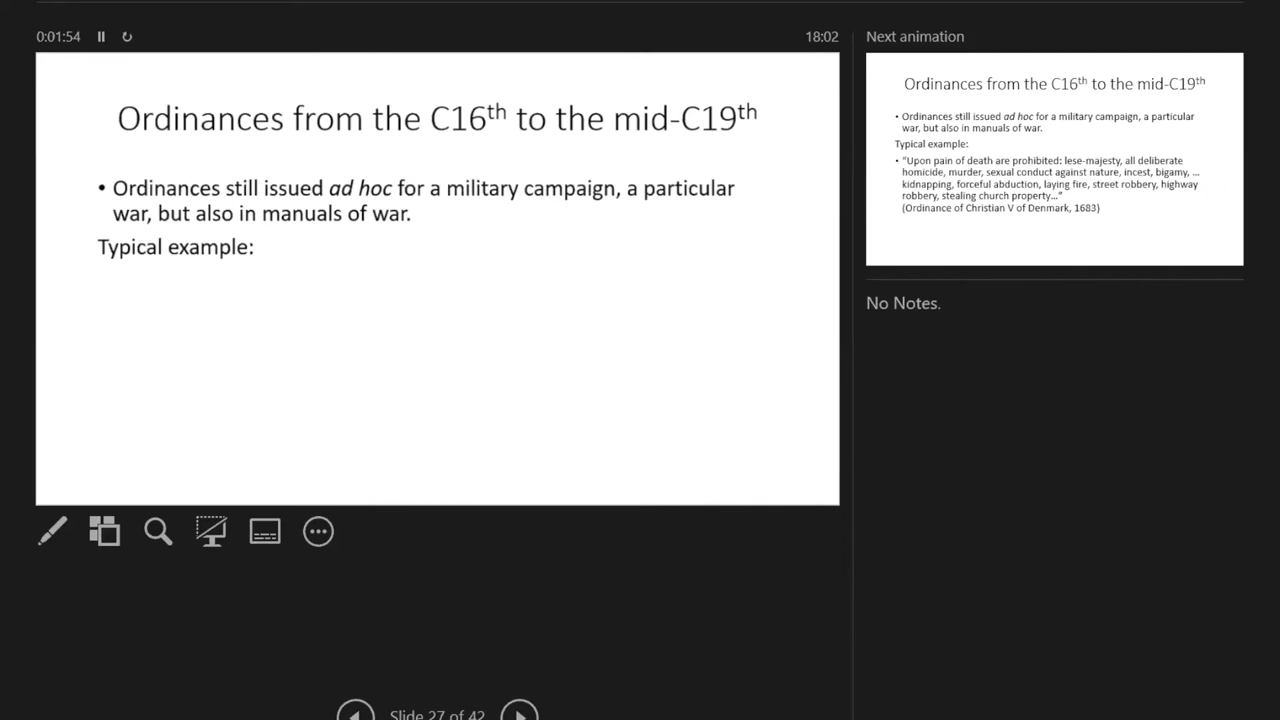 0:01:54
18:02
Next animation
Ordinances from the C16th to the mid-C19th
• Ordinances still issued ad hoc for a military campaign, a particular
war, but also in manuals of war.
Typical example:
Ordinances from the C16th to the mid-C19th
• Ordinances still issued ad hoc for a military campaign, a particular
war, but also in manuals of war.
Typical example:
• “Upon pain of death are prohibited: lese-majesty, all deliberate
homicide, murder, sexual conduct against nature, incest, bigamy, ...
kidnapping, forceful abduction, laying fire, street robbery, highway
robbery, stealing church property...”
(Ordinance of Christian V of Denmark, 1683)
No Notes.
Slide 27 of 42